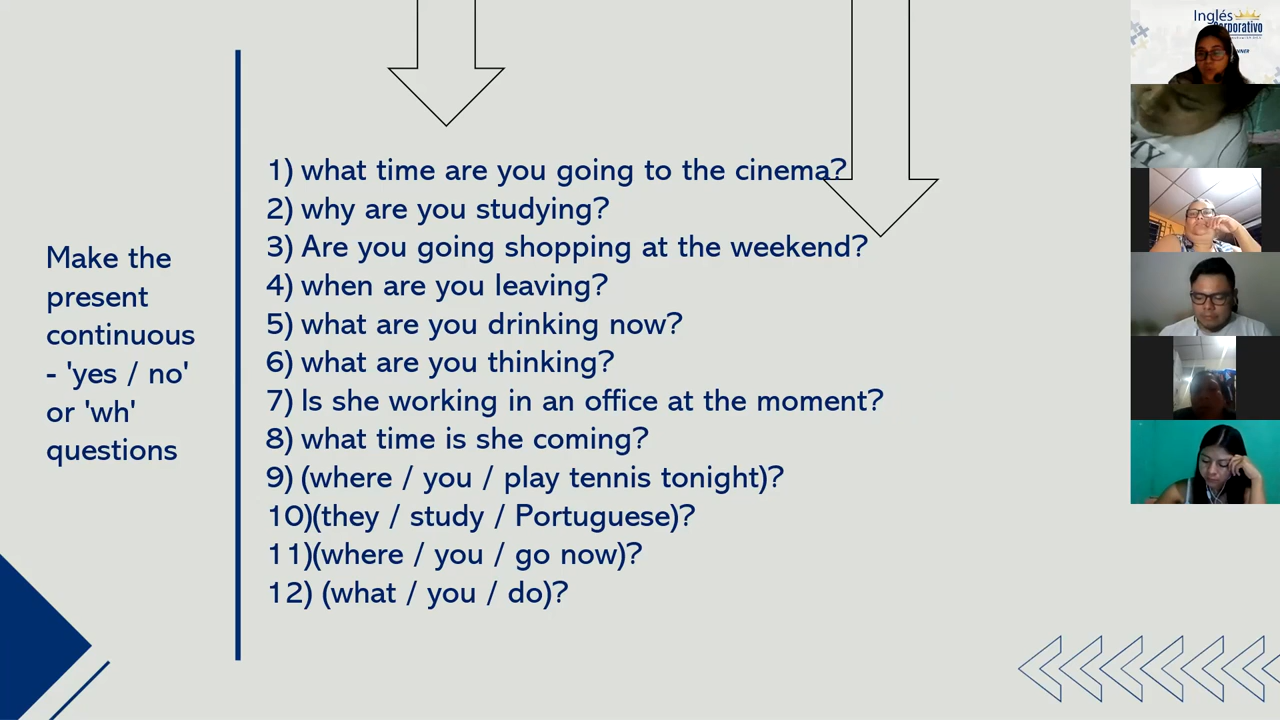 Make the
present
continuous
- 'yes / no'
or 'wh'
questions
1) what time are you going to the cinema?
2) why are you studying?
3) Are you going shopping at the weekend?
4) when are you leaving?
5) what are you drinking now?
6) what are you thinking?
7) Is she working in an office at the moment?
8) what time is she coming?
9) (where / you / play tennis tonight)?
10)(they / study / Portuguese)?
11)(where / you / go now)?
12) (what / you / do)?
Inglés